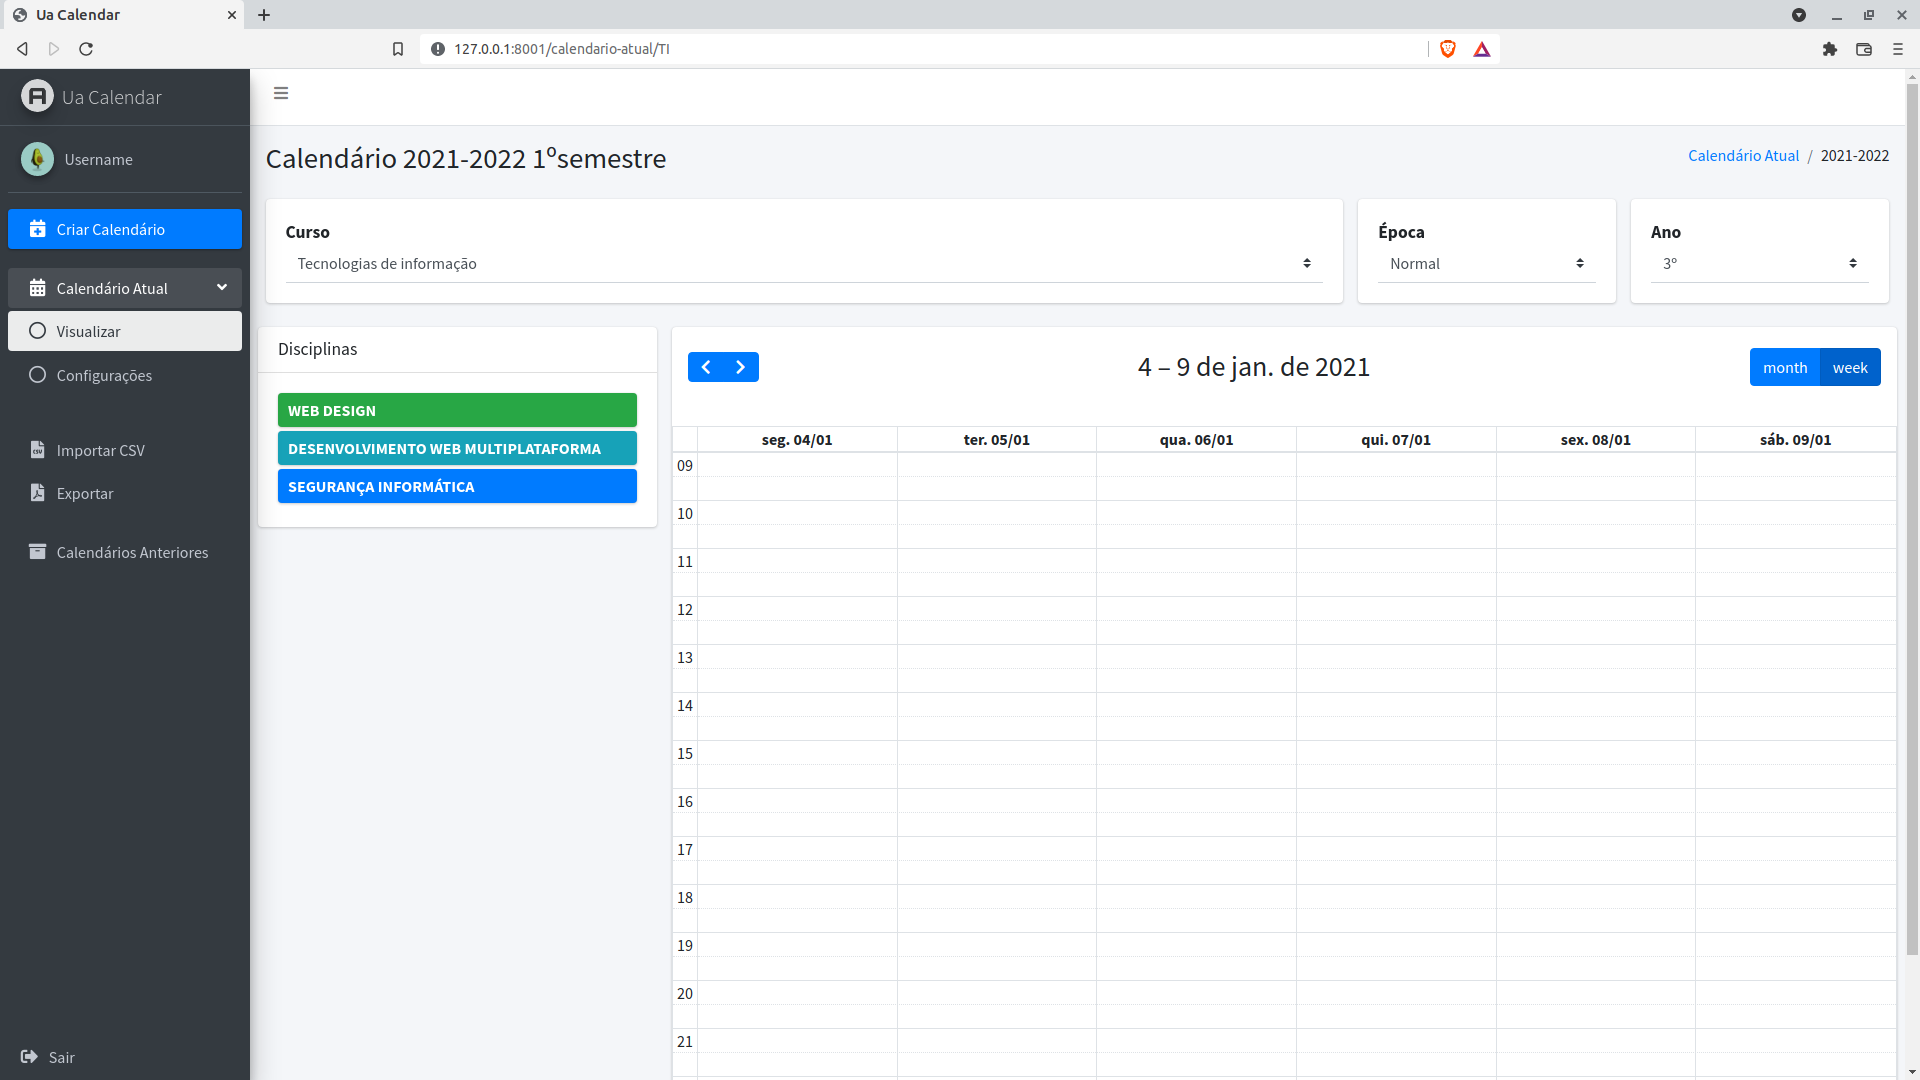 Ua Calendar
127.0.0.1:8001/calendario-atual/TI
Ua Calendar
Username
Criar Calendário
Calendário Atual
Visualizar
Configurações
Importar CSV
Exportar
Calendários Anteriores
Sair
Calendário 2021-2022 1ºsemestre
Calendário Atual / 2021-2022
Curso
Tecnologias de informação
Época
Normal
Ano
3º
Disciplinas
WEB DESIGN
DESENVOLVIMENTO WEB MULTIPLATAFORMA
SEGURANÇA INFORMÁTICA
4 – 9 de jan. de 2021
month week
seg. 04/01 ter. 05/01 qua. 06/01 qui. 07/01 sex. 08/01 sáb. 09/01
09
10
11
12
13
14
15
16
17
18
19
20
21